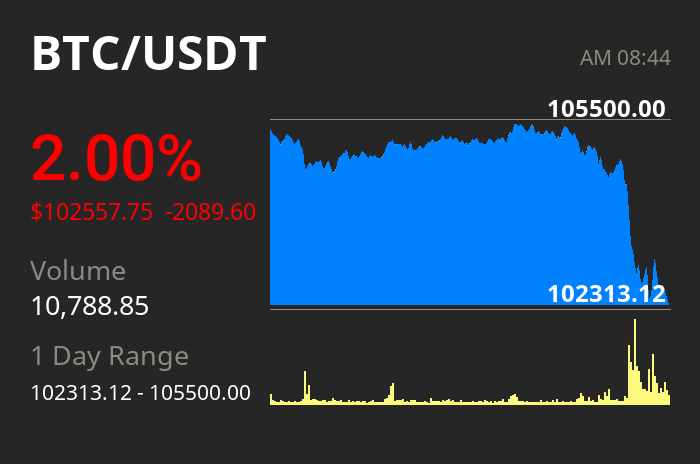 BTC/USDT
AM 08:44
105500.00
2.00%
$102557.75 -2089.60
Volume
10,788.85
102313.12
1 Day Range
102313.12 - 105500.00